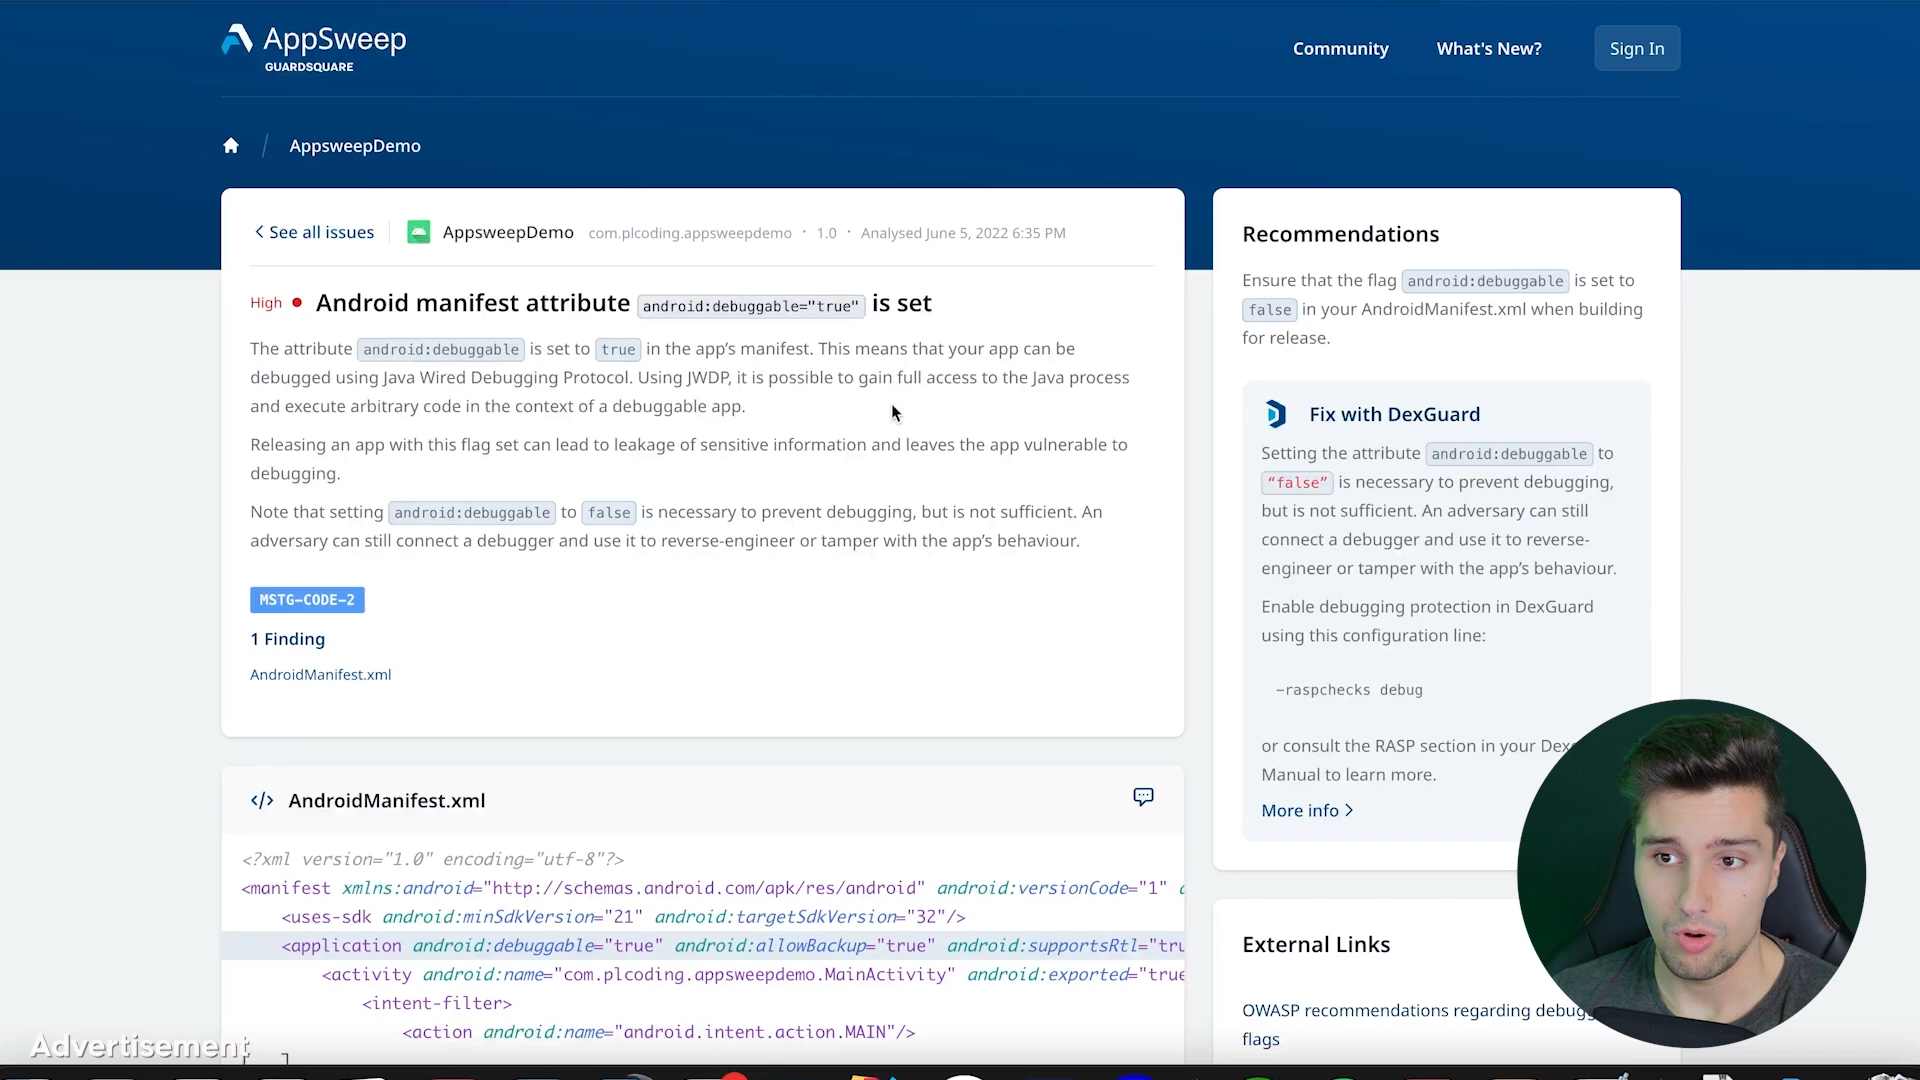 AppSweep
GUARDSQUARE
Community
What's New?
Sign In
AppsweepDemo
See all issues
AppsweepDemo com.plcoding.appsweepdemo · 1.0 · Analysed June 5, 2022 6:35 PM
High Android manifest attribute android:debuggable="true" is set
The attribute android:debuggable is set to true in the app's manifest. This means that your app can be
debugged using Java Wired Debugging Protocol. Using JWDP, it is possible to gain full access to the Java process
and execute arbitrary code in the context of a debuggable app.
Releasing an app with this flag set can lead to leakage of sensitive information and leaves the app vulnerable to
debugging.
Note that setting android:debuggable to false is necessary to prevent debugging, but is not sufficient. An
adversary can still connect a debugger and use it to reverse-engineer or tamper with the app's behaviour.
MSTG-CODE-2
1 Finding
AndroidManifest.xml
</> AndroidManifest.xml
<?xml version="1.0" encoding="utf-8"?>
<manifest xmlns:android="http://schemas.android.com/apk/res/android" android:versionCode="1"
<uses-sdk android:minSdkVersion="21" android:targetSdkVersion="32"/>
<application android:debuggable="true" android:allowBackup="true" android:supportsRtl="tru
<activity android:name="com.plcoding.appsweepdemo.MainActivity" android:exported="true
<intent-filter>
<action android:name="android.intent.action.MAIN"/>
Recommendations
Ensure that the flag android:debuggable is set to
false in your AndroidManifest.xml when building
for release.
Fix with DexGuard
Setting the attribute android:debuggable to
“false” is necessary to prevent debugging,
but is not sufficient. An adversary can still
connect a debugger and use it to reverse-
engineer or tamper with the app's behaviour.
Enable debugging protection in DexGuard
using this configuration line:
-raspchecks debug
or consult the RASP section in your Dex
Manual to learn more.
More info
External Links
OWASP recommendations regarding debug
flags
Advertisement